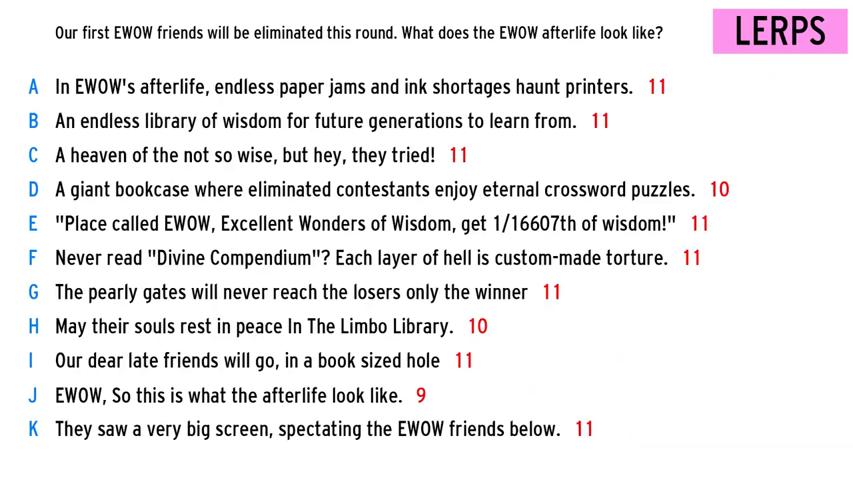 Our first EWOW friends will be eliminated this round. What does the EWOW afterlife look like?
LERPS
A In EWOW's afterlife, endless paper jams and ink shortages haunt printers. 11
B An endless library of wisdom for future generations to learn from. 11
C A heaven of the not so wise, but hey, they tried! 11
D A giant bookcase where eliminated contestants enjoy eternal crossword puzzles. 10
E "Place called EWOW, Excellent Wonders of Wisdom, get 1/16607th of wisdom!" 11
F Never read "Divine Compendium"? Each layer of hell is custom-made torture. 11
G The pearly gates will never reach the losers only the winner 11
H May their souls rest in peace In The Limbo Library. 10
I Our dear late friends will go, in a book sized hole 11
J EWOW, So this is what the afterlife look like. 9
K They saw a very big screen, spectating the EWOW friends below. 11